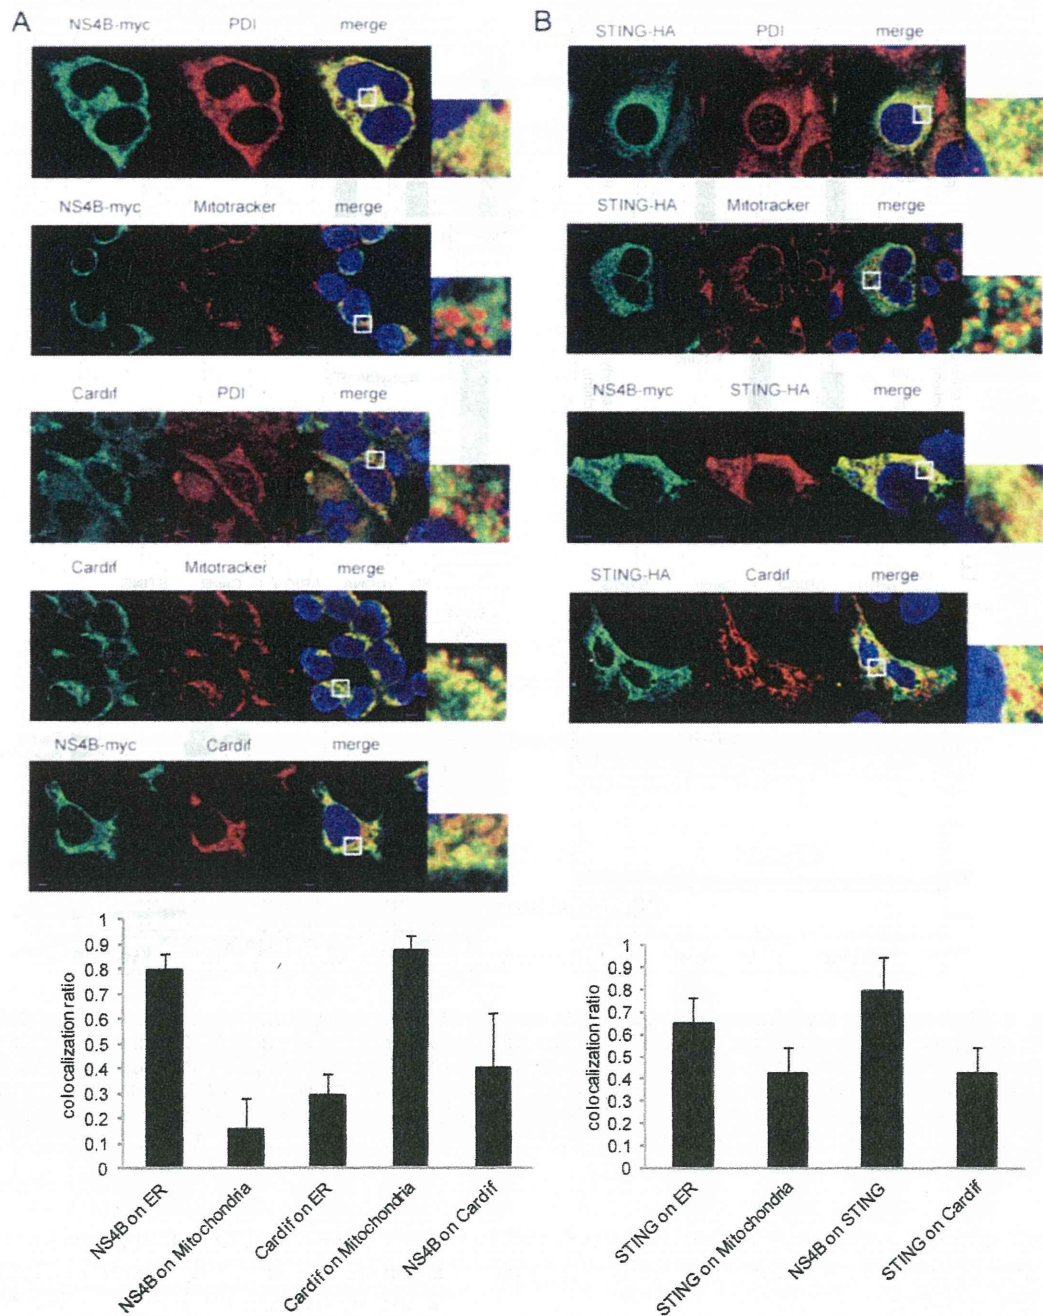 A
NS4B-myc PDI merge
NS4B-myc Mitotracker merge
Cardif PDI merge
Cardif Mitotracker merge
NS4B-myc Cardif merge
colocalization ratio
1
0.9
0.8
0.7
0.6
0.5
0.4
0.3
0.2
0.1
0
NS4B on ER
NS4B on Mitochondria
Cardif on ER
Cardif on Mitochondria
NS4B on Cardif
B
STING-HA PDI merge
STING-HA Mitotracker merge
NS4B-myc STING-HA merge
STING-HA Cardif merge
colocalization ratio
1
0.9
0.8
0.7
0.6
0.5
0.4
0.3
0.2
0.1
0
STING on ER
STING on Mitochondria
NS4B on STING
STING on Cardif